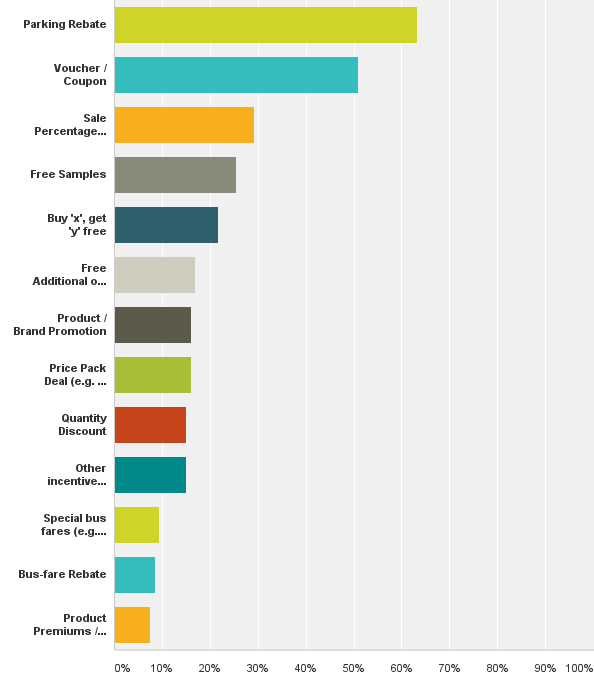 Parking Rebate
Voucher /
Coupon
Sale
Percentage...
Free Samples
Buy 'x', get
'y' free
Free
Additional o...
Product /
Brand Promotion
Price Pack
Deal (e.g. ...
Quantity
Discount
Other
incentive...
Special bus
fares (e.g....
Bus-fare Rebate
Product
Premiums /...
0% 10% 20% 30% 40% 50% 60% 70% 80% 90% 100%